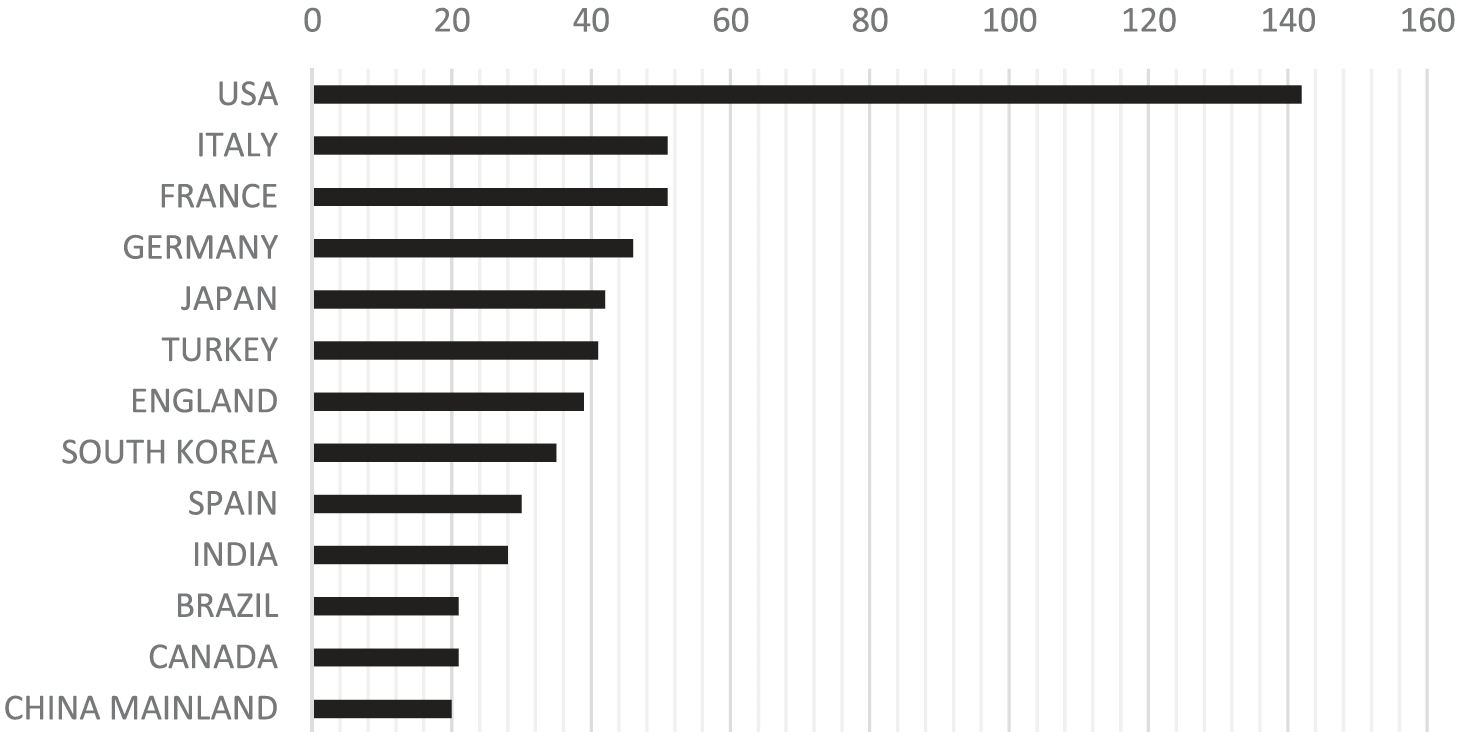 0 20 40 60 80 100 120 140 160
USA
ITALY
FRANCE
GERMANY
JAPAN
TURKEY
ENGLAND
SOUTH KOREA
SPAIN
INDIA
BRAZIL
CANADA
CHINA MAINLAND